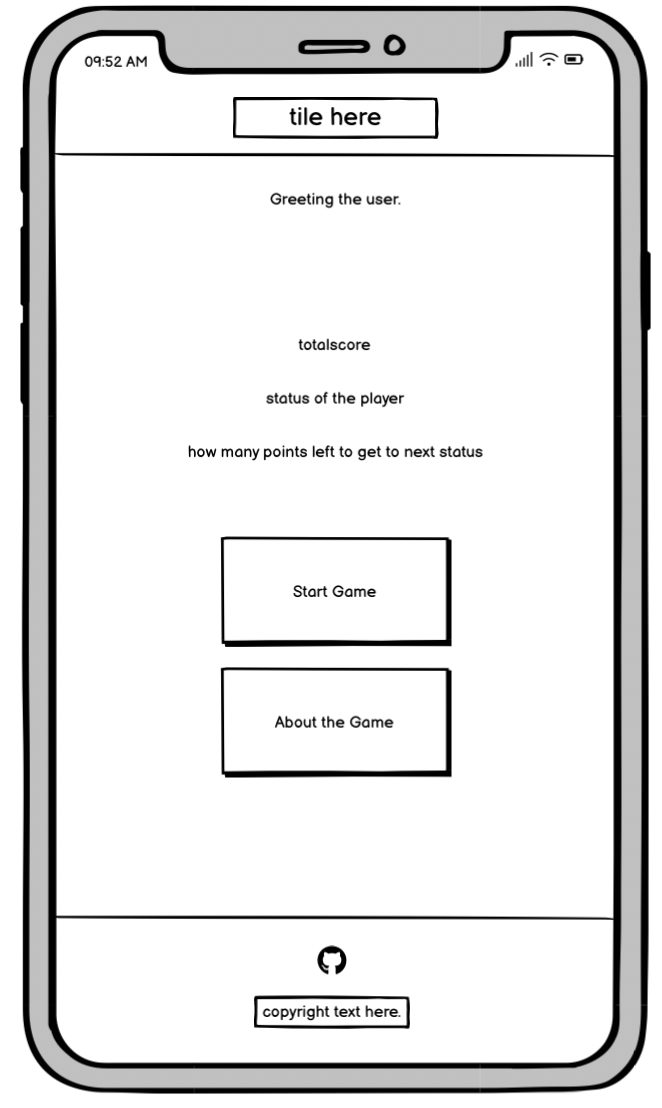 09:52 AM
tile here
Greeting the user.
totalscore
status of the player
how many points left to get to next status
Start Game
About the Game
copyright text here.